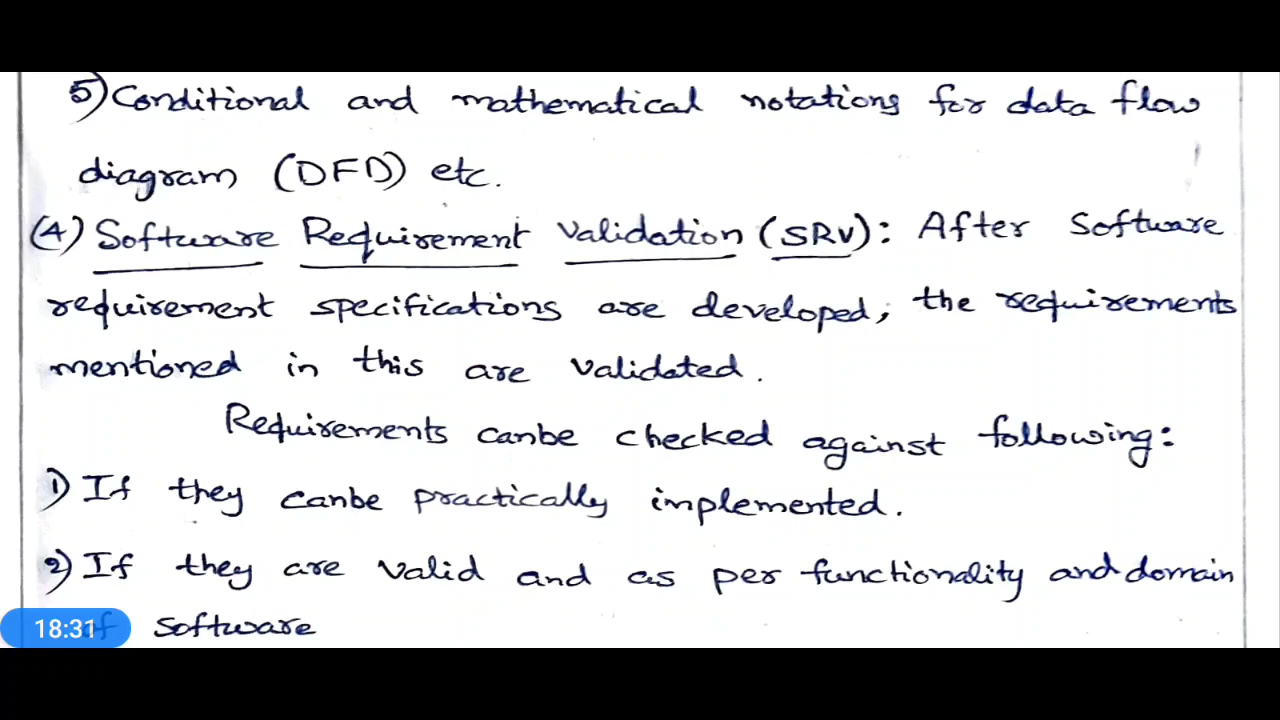 5) Conditional and mathematical notations for data flow
diagram (DFD) etc.
(4) Software Requirement Validation (SRV): After Software
requirement specifications are developed, the requirements
mentioned in this are validated.
Requirements canbe checked against following:
1) If they canbe practically implemented.
2) If they are valid and as per functionality and domain
18:31 of software